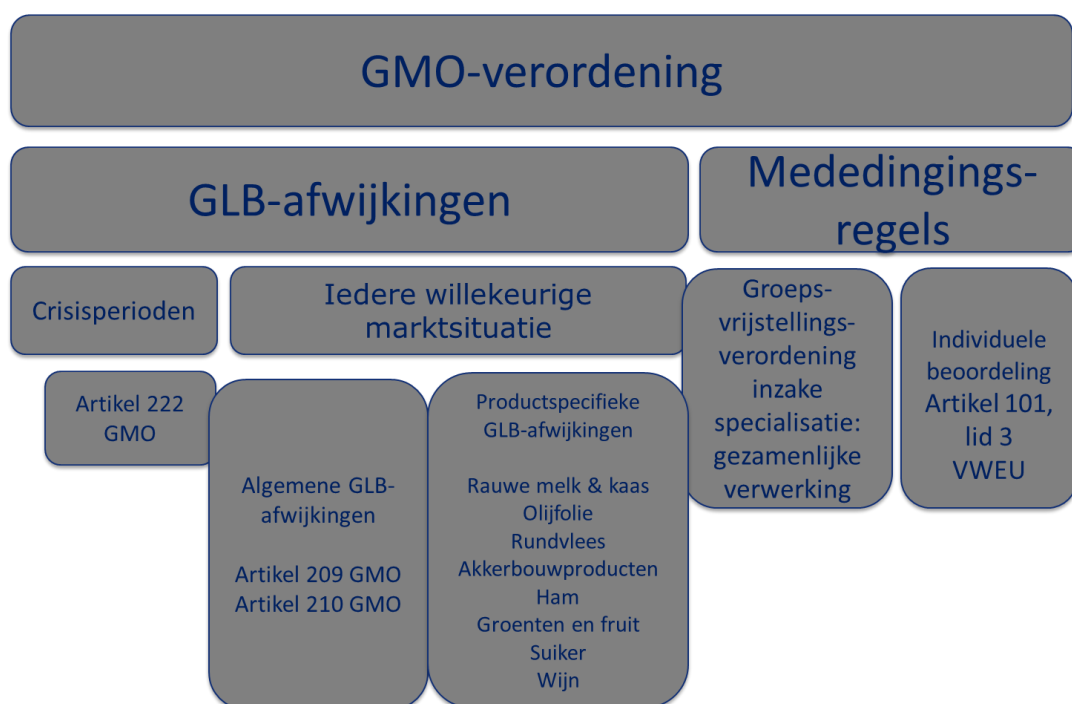 GMO-verordening
GLB-afwijkingen
Mededingings-
regels
Crisisperioden
Iedere willekeurige
marktsituatie
Groeps-
vrijstellings-
verordening
inzake
specialisatie:
gezamenlijke
verwerking
Individuele
beoordeling
Artikel 101,
lid 3
VWEU
Artikel 222
GMO
Algemene GLB-
afwijkingen
Artikel 209 GMO
Artikel 210 GMO
Productspecifieke
GLB-afwijkingen
Rauwe melk & kaas
Olijfolie
Rundvlees
Akkerbouwproducten
Ham
Groenten en fruit
Suiker
Wijn